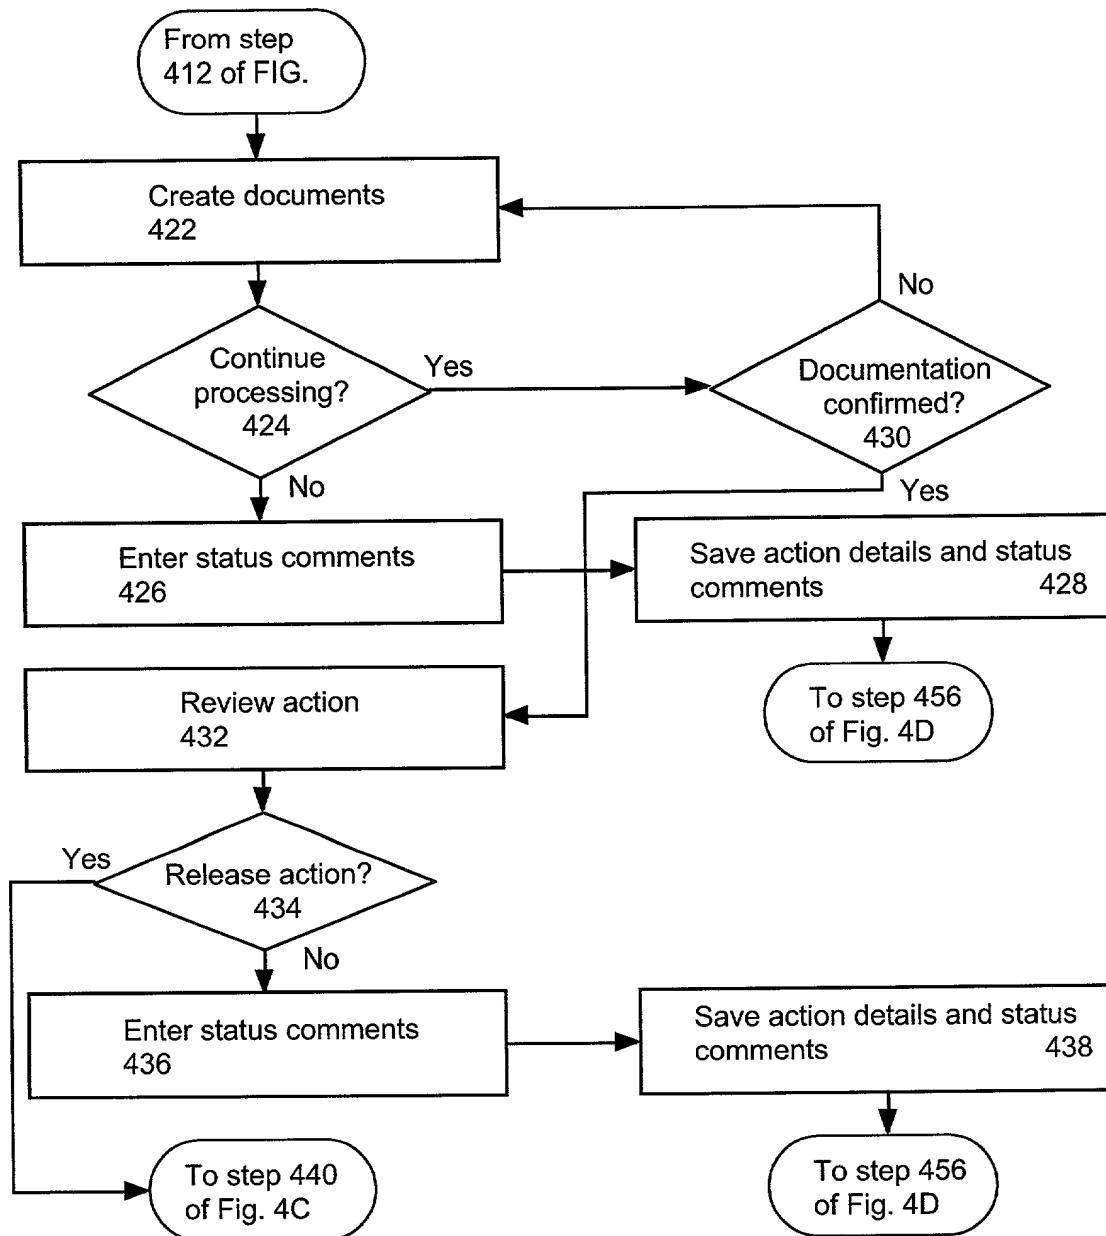 From step
412 of FIG.
Create documents
422
No
Continue
processing?
424
Yes
Documentation
confirmed?
430
No
Yes
Enter status comments
426
Save action details and status
comments 428
Review action
432
To step 456
of Fig. 4D
Yes
Release action?
434
No
Enter status comments
436
Save action details and status
comments 438
To step 440
of Fig. 4C
To step 456
of Fig. 4D